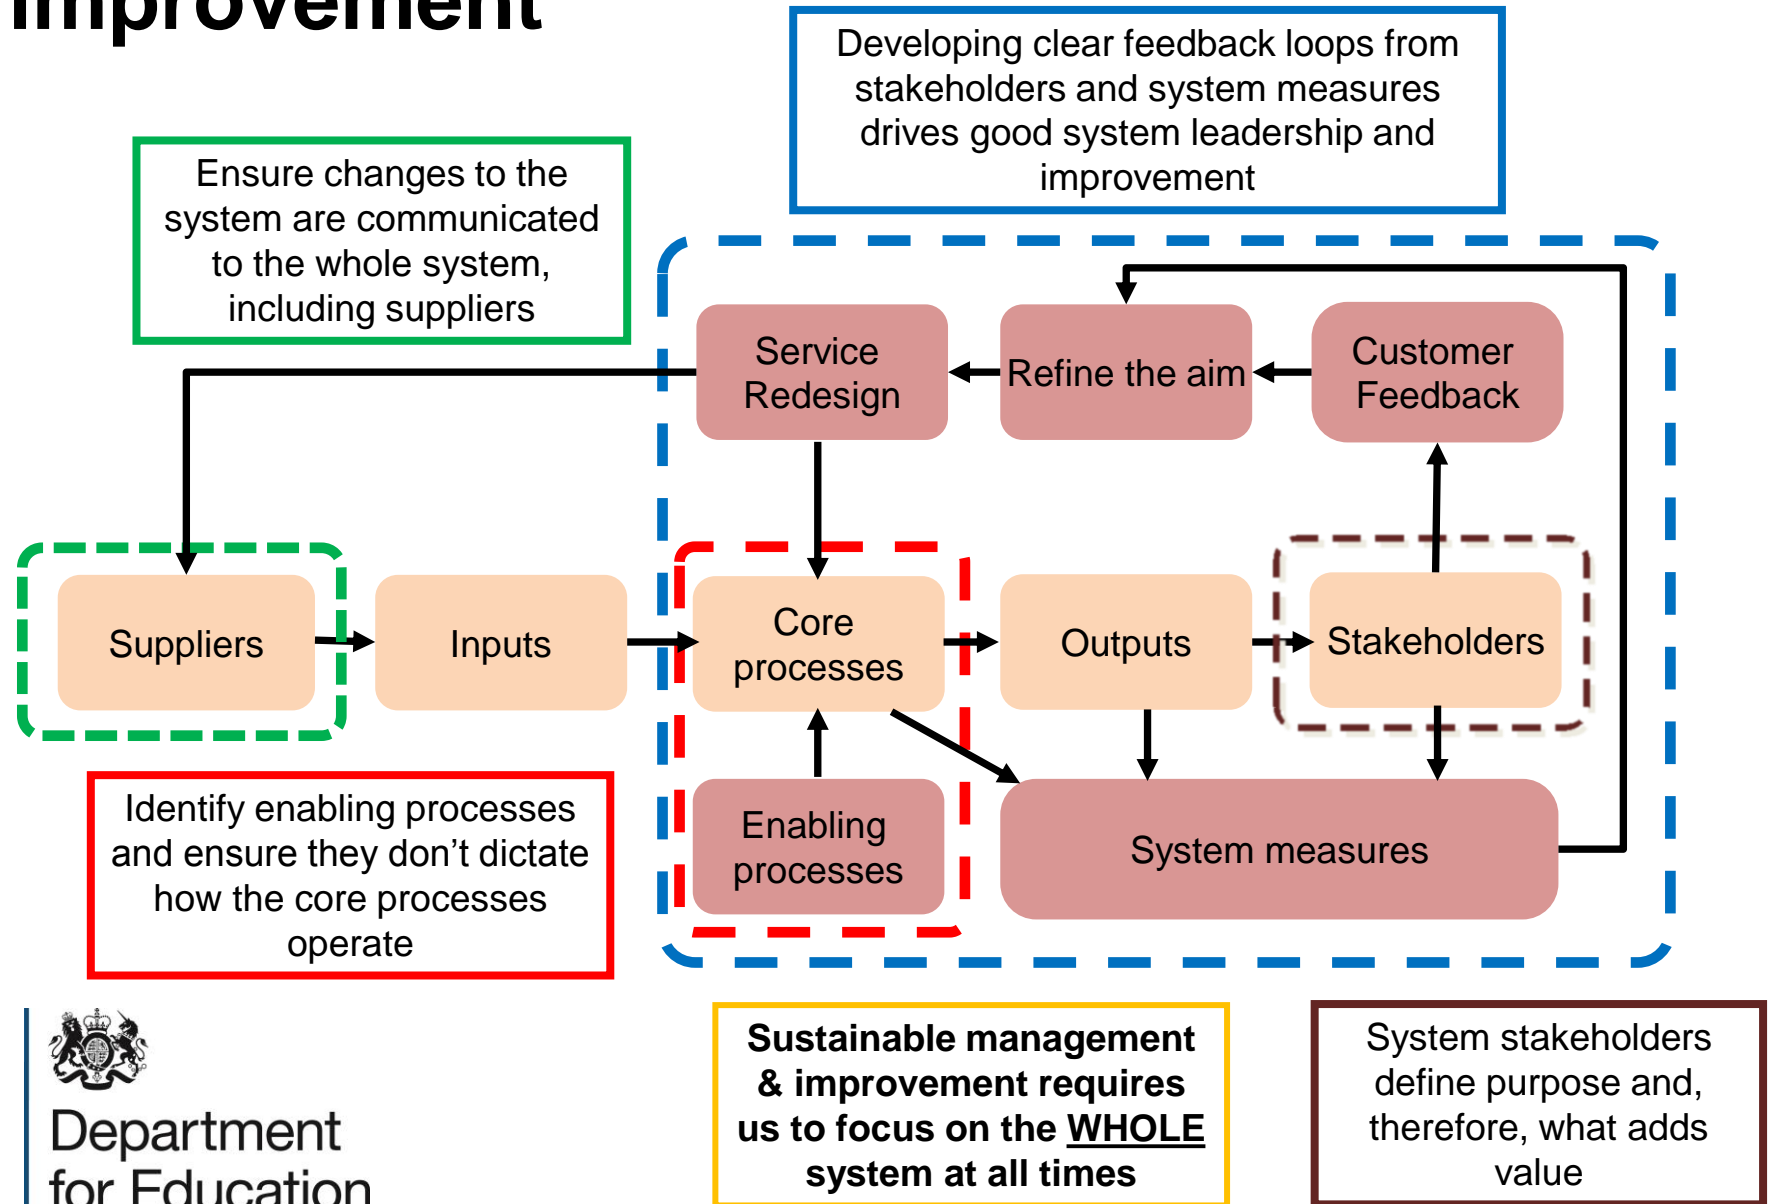 improvement
Developing clear feedback loops from
stakeholders and system measures
drives good system leadership and
improvement
Ensure changes to the
system are communicated
to the whole system,
including suppliers
Service
Redesign
Refine the aim
Customer
Feedback
Suppliers
Inputs
Core
processes
Outputs
Stakeholders
Identify enabling processes
and ensure they don’t dictate
how the core processes
operate
Enabling
processes
System measures
Sustainable management
& improvement requires
us to focus on the WHOLE
system at all times
System stakeholders
define purpose and,
therefore, what adds
value
Department
for Education